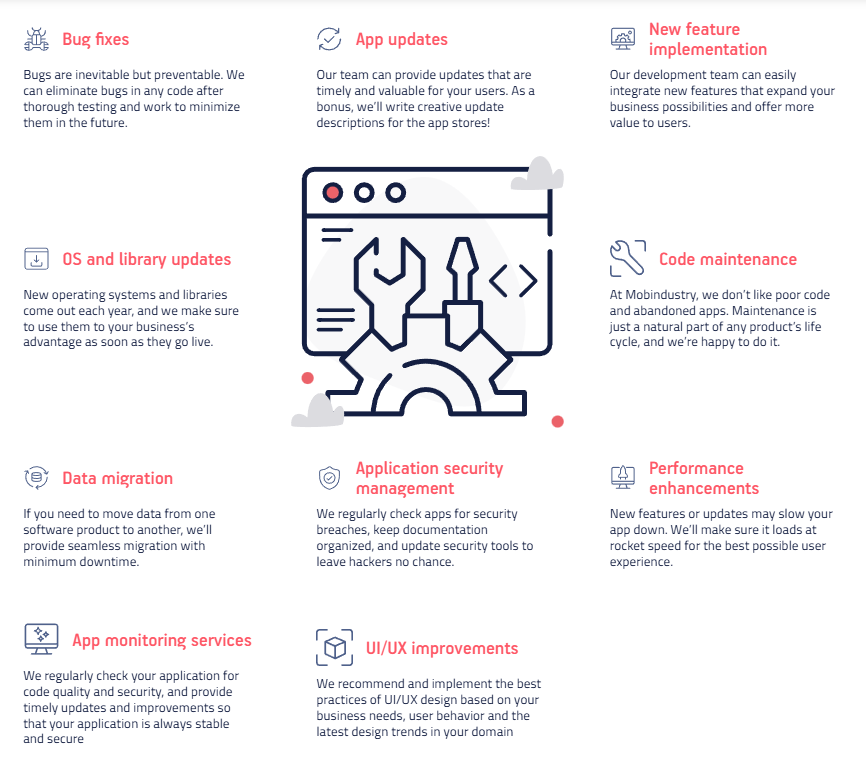 Bug fixes
Bugs are inevitable but preventable. We
can eliminate bugs in any code after
thorough testing and work to minimize
them in the future.
App updates
Our team can provide updates that are
timely and valuable for your users. As a
bonus, we’ll write creative update
descriptions for the app stores!
New feature
implementation
Our development team can easily
integrate new features that expand your
business possibilities and offer more
value to users.
OS and library updates
New operating systems and libraries
come out each year, and we make sure
to use them to your business’s
advantage as soon as they go live.
Code maintenance
At Mobindustry, we don’t like poor code
and abandoned apps. Maintenance is
just a natural part of any product’s life
cycle, and we’re happy to do it.
Data migration
If you need to move data from one
software product to another, we’ll
provide seamless migration with
minimum downtime.
Application security
management
We regularly check apps for security
breaches, keep documentation
organized, and update security tools to
leave hackers no chance.
Performance
enhancements
New features or updates may slow your
app down. We’ll make sure it loads at
rocket speed for the best possible user
experience.
App monitoring services
We regularly check your application for
code quality and security, and provide
timely updates and improvements so
that your application is always stable
and secure
UI/UX improvements
We recommend and implement the best
practices of UI/UX design based on your
business needs, user behavior and the
latest design trends in your domain